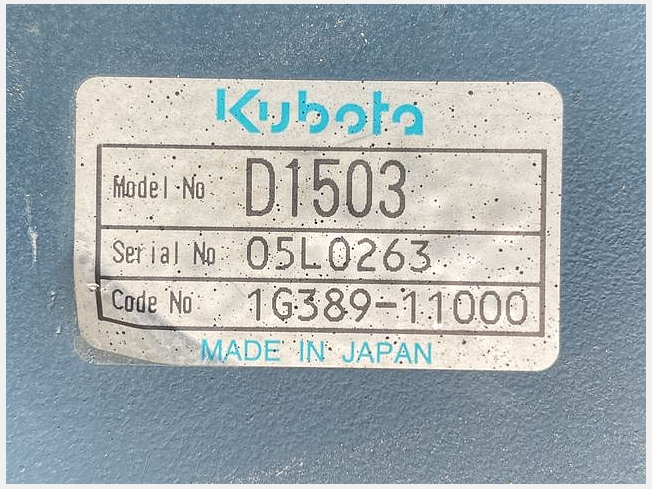 Kubota
Model No D1503
Serial No 05L0263
Code No 1G389-11000
MADE IN JAPAN